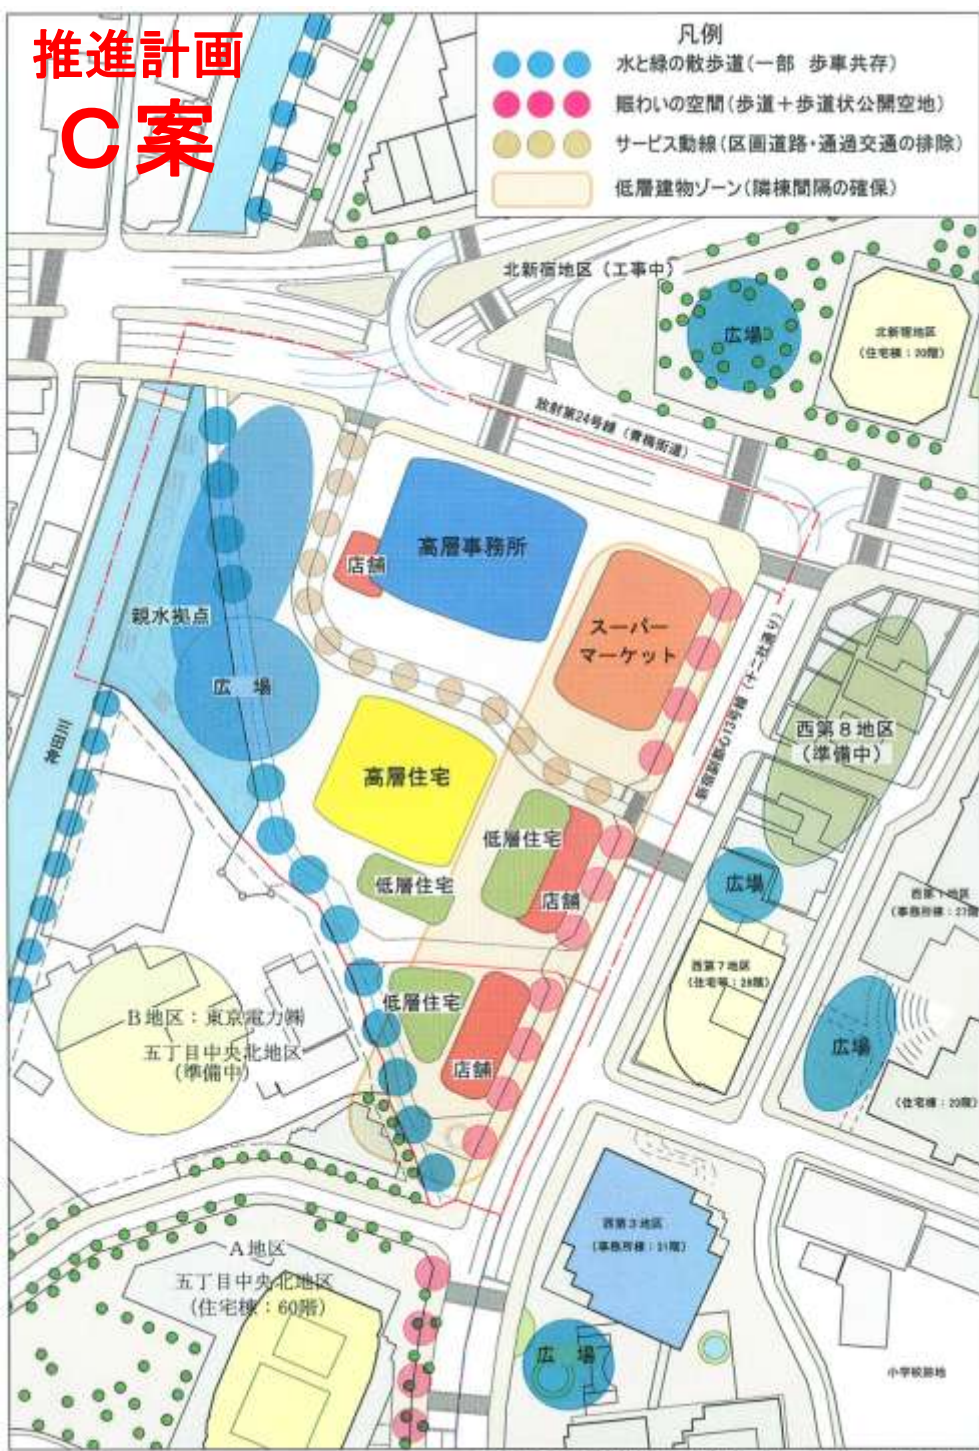 推進計画
C案
凡例
水と緑の散歩道(一部 歩車共存)
賑わいの空間(歩道+歩道状公開空地)
サービス動線(区画道路・通過交通の排除)
低層建物ゾーン(隣棟間隔の確保)
北新宿地区(工事中)
広場
北新宿地区
(住宅棟:20階)
放射第24号線(青梅街道)
高層事務所
店舗
スーパー
マーケット
親水拠点
広 場
高層住宅
西第8地区
(準備中)
低層住宅
店舗
低層住宅
広場
西第7地区
低層住宅
店舗
広場
B地区:東京電力㈱
五丁目中央北地区
(準備中)
(住宅棟:20階)
西第3地区
(事務所棟:31階)
A地区
五丁目中央北地区
(住宅棟:60階)
広 場
小学校跡地